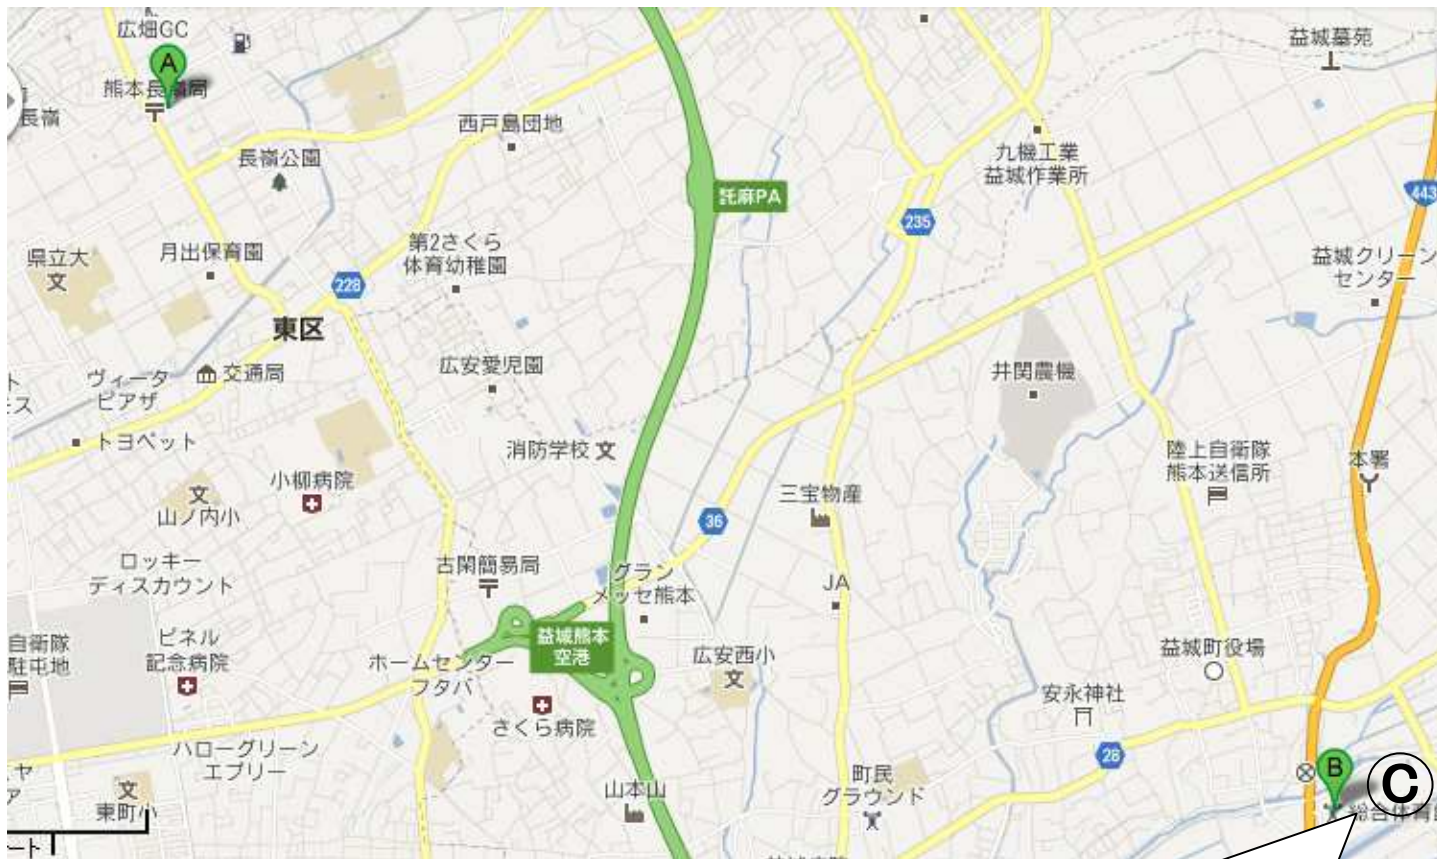 広畑GC
A
熊本長嶺局
長嶺
西戸島団地
長嶺公園
託麻PA
益城墓苑
九機工業
益城作業所
443
235
県立大
月出保育園
第2さくら
体育幼稚園
益城クリーン
センター
228
東区
広安愛児園
井関農機
ヴィータ
ピアザ
交通局
トヨペット
消防学校
小柳病院
山ノ内小
三宝物産
陸上自衛隊
熊本送信所
本署
36
ロッキー
ディスカウント
古閑簡易局
グラン
メッセ熊本
JA
自衛隊
駐屯地
ピネル
記念病院
ホームセンター
フタバ
益城熊本
空港
広安西小
益城町役場
さくら病院
安永神社
ハローグリーン
エブリー
28
東町小
山本山
町民
グラウンド
B
C
総合体育
ート